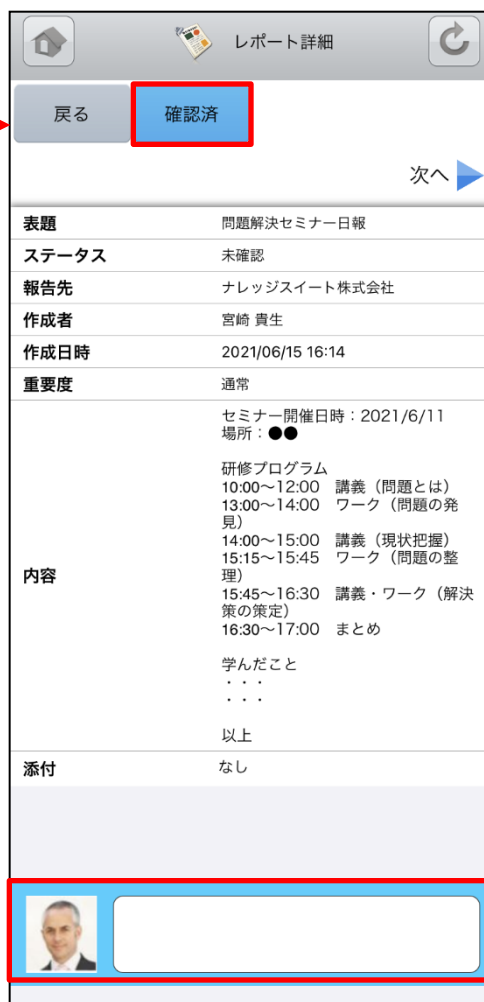 レポート詳細
戻る 確認済
次へ
表題 問題解決セミナー日報
ステータス 未確認
報告先 ナレッジスイート株式会社
作成者 宮崎 貴生
作成日時 2021/06/15 16:14
重要度 通常
内容
セミナー開催日時：2021/6/11
場所：●●
研修プログラム
10:00〜12:00　講義（問題とは）
13:00〜14:00　ワーク（問題の発
見）
14:00〜15:00　講義（現状把握）
15:15〜15:45　ワーク（問題の整
理）
15:45〜16:30　講義・ワーク（解決
策の策定）
16:30〜17:00　まとめ
学んだこと
・・・
・・・
以上
添付 なし